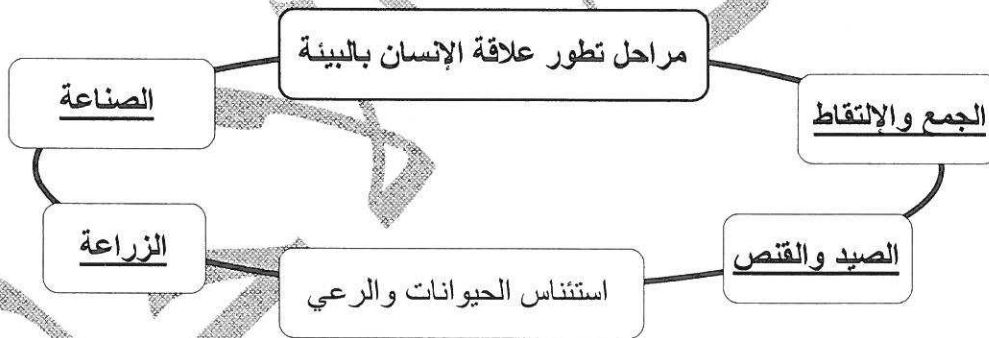 مراحل تطور علاقة الإنسان بالبيئة
الجمع والإلتقاط
الصيد والقنص
استئناس الحيوانات والرعي
الزراعة
الصناعة